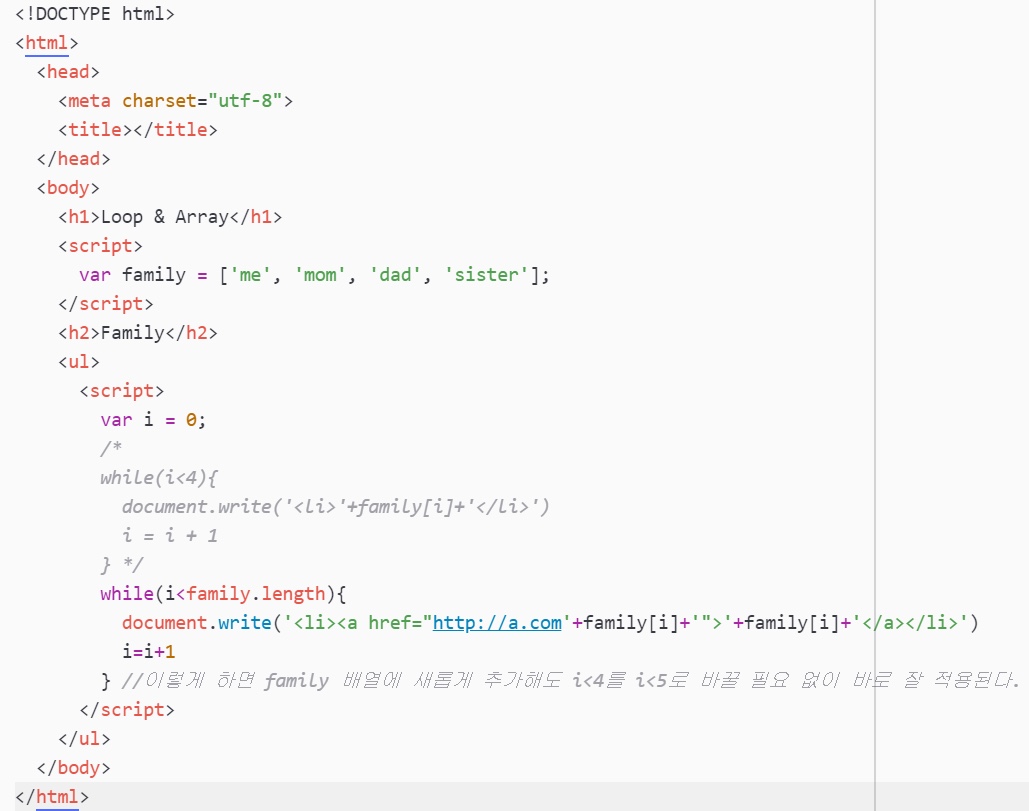 <!DOCTYPE html>
<html>
<head>
<meta charset="utf-8">
<title></title>
</head>
<body>
<h1>Loop & Array</h1>
<script>
var family = ['me', 'mom', 'dad', 'sister'];
</script>
<h2>Family</h2>
<ul>
<script>
var i = 0;
/*
while(i<4){
document.write('<li>'+family[i]+'</li>')
i = i + 1
} */
while(i<family.length){
document.write('<li><a href="http://a.com'+family[i]+'">'+family[i]+'</a></li>')
i=i+1
} //이렇게 하면 family 배열에 새롭게 추가해도 i<4를 i<5로 바꿀 필요 없이 바로 잘 적용된다.
</script>
</ul>
</body>
</html>